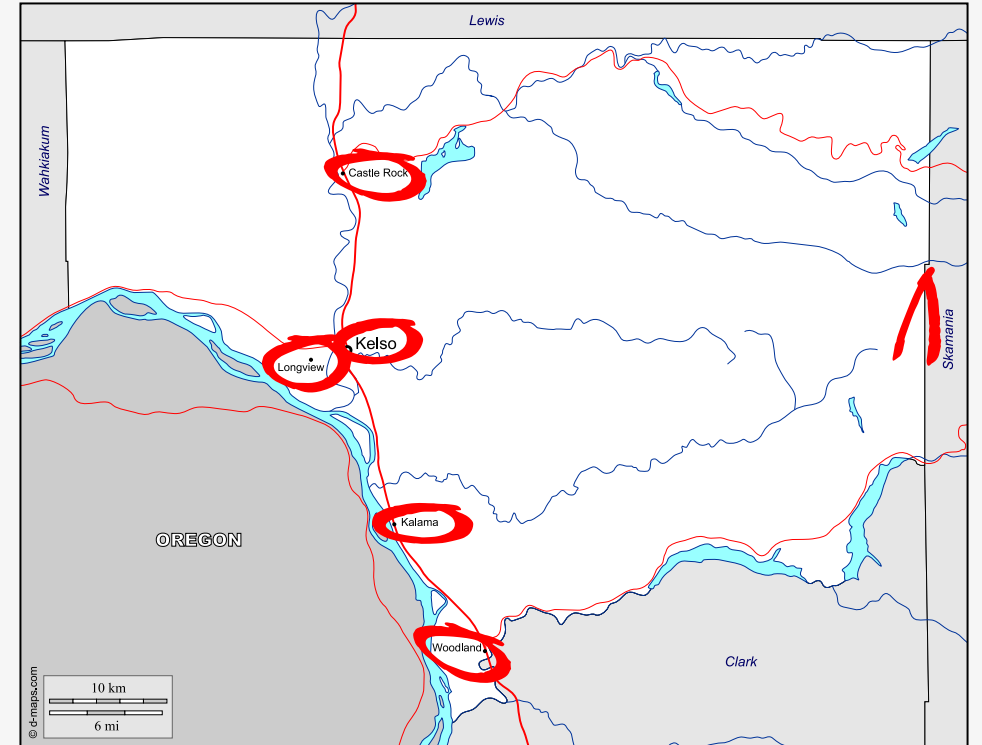 Lewis
Wahkiakum
Castle Rock
Kelso
Longview
Skamania
Kalama
OREGON
Woodland
Clark
10 km
6 mi
© d-maps.com